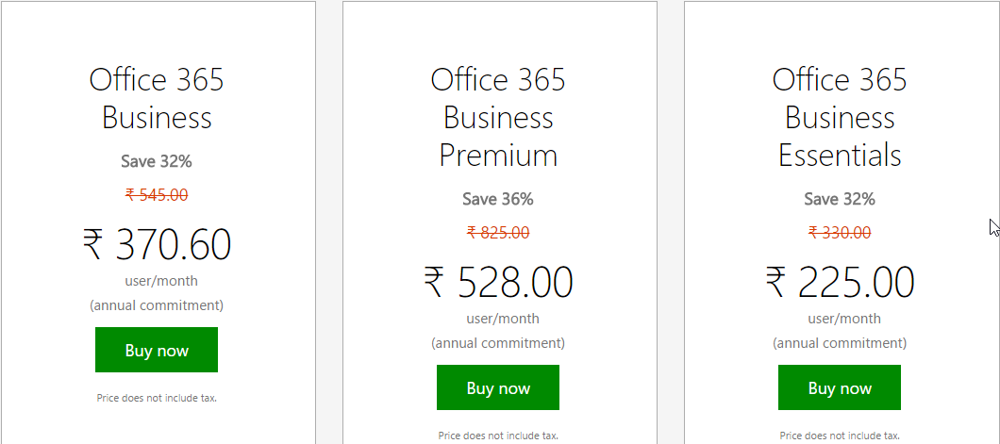 Office 365
Business
Save 32%
₹ 545.00
₹ 370.60
user/month
(annual commitment)
Buy now
Price does not include tax.
Office 365
Business
Premium
Save 36%
₹ 825.00
₹ 528.00
user/month
(annual commitment)
Buy now
Price does not include tax.
Office 365
Business
Essentials
Save 32%
₹ 330.00
₹ 225.00
user/month
(annual commitment)
Buy now
Price does not include tax.